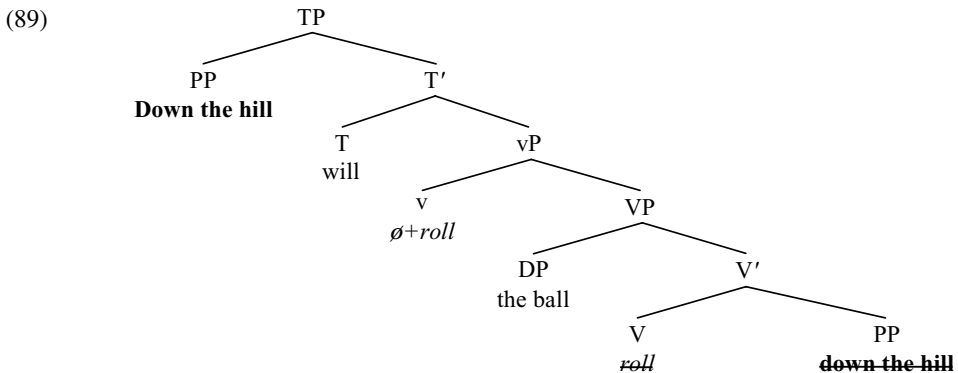 (89) TP
PP T′
Down the hill
T vP
will
v VP
ø+roll
DP V′
the ball
V PP
roll down the hill